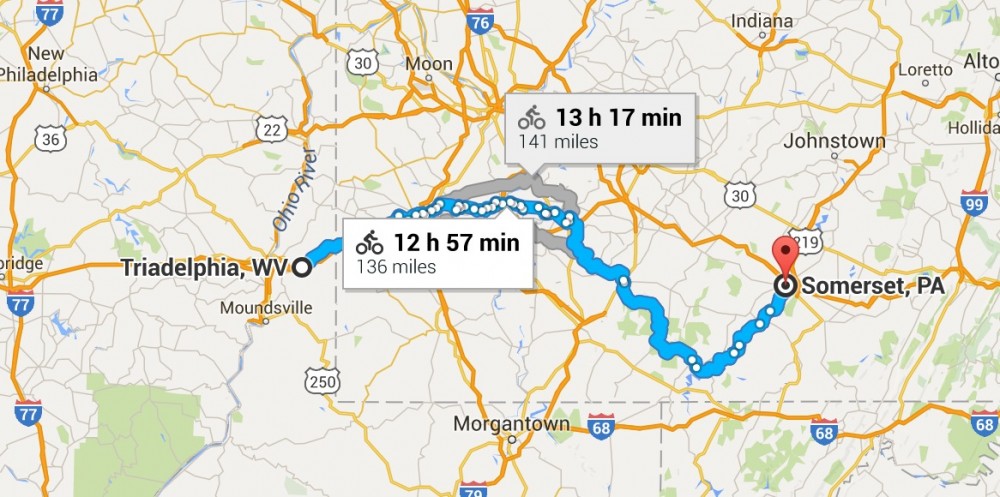 77
76
Indiana
New
Philadelphia
30
Moon
Loretto
Alto
13 h 17 min
141 miles
22
36
Johnstown
Hollida
Ohio River
30
99
219
12 h 57 min
136 miles
bridge
Triadelphia, WV
Somerset, PA
77
Moundsville
250
77
Morgantown
68
68
68
79